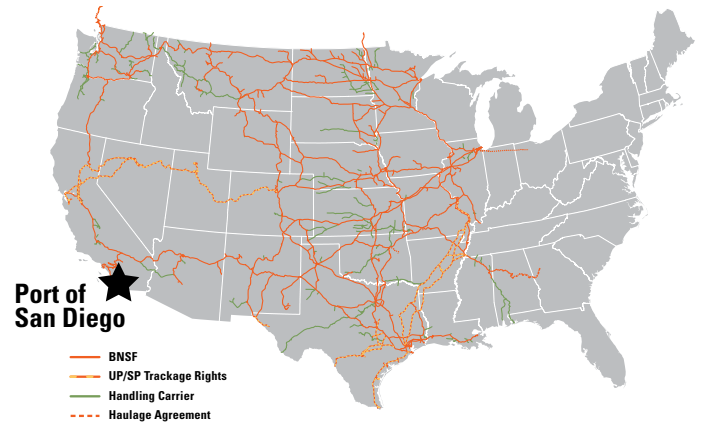 Port of
San Diego
BNSF
UP/SP Trackage Rights
Handling Carrier
Haulage Agreement